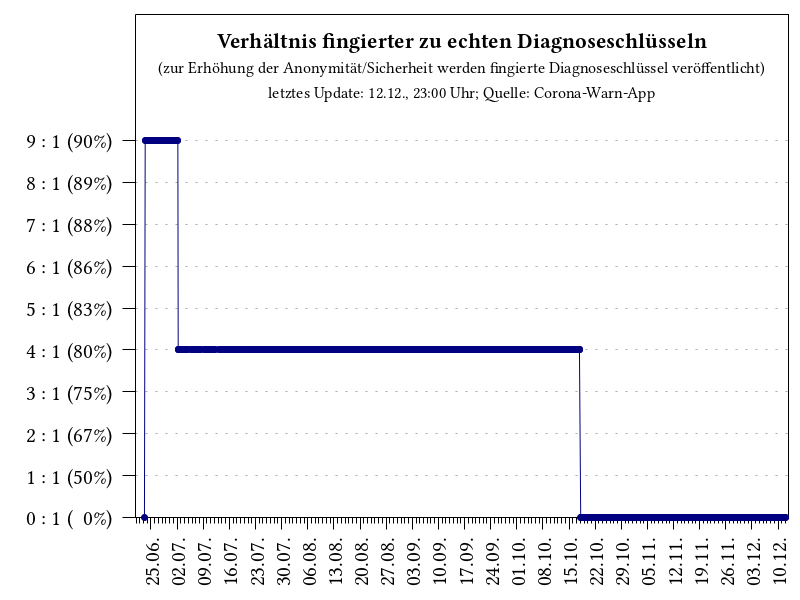 Verhältnis fingierter zu echten Diagnoseschlüsseln
(zur Erhöhung der Anonymität/Sicherheit werden fingierte Diagnoseschlüssel veröffentlicht)
letztes Update: 12.12., 23:00 Uhr; Quelle: Corona-Warn-App
9 : 1 (90%)
8 : 1 (89%)
7 : 1 (88%)
6 : 1 (86%)
5 : 1 (83%)
4 : 1 (80%)
3 : 1 (75%)
2 : 1 (67%)
1 : 1 (50%)
0 : 1 (  0%)
25.06.
02.07.
09.07.
16.07.
23.07.
30.07.
06.08.
13.08.
20.08.
27.08.
03.09.
10.09.
17.09.
24.09.
01.10.
08.10.
15.10.
22.10.
29.10.
05.11.
12.11.
19.11.
26.11.
03.12.
10.12.